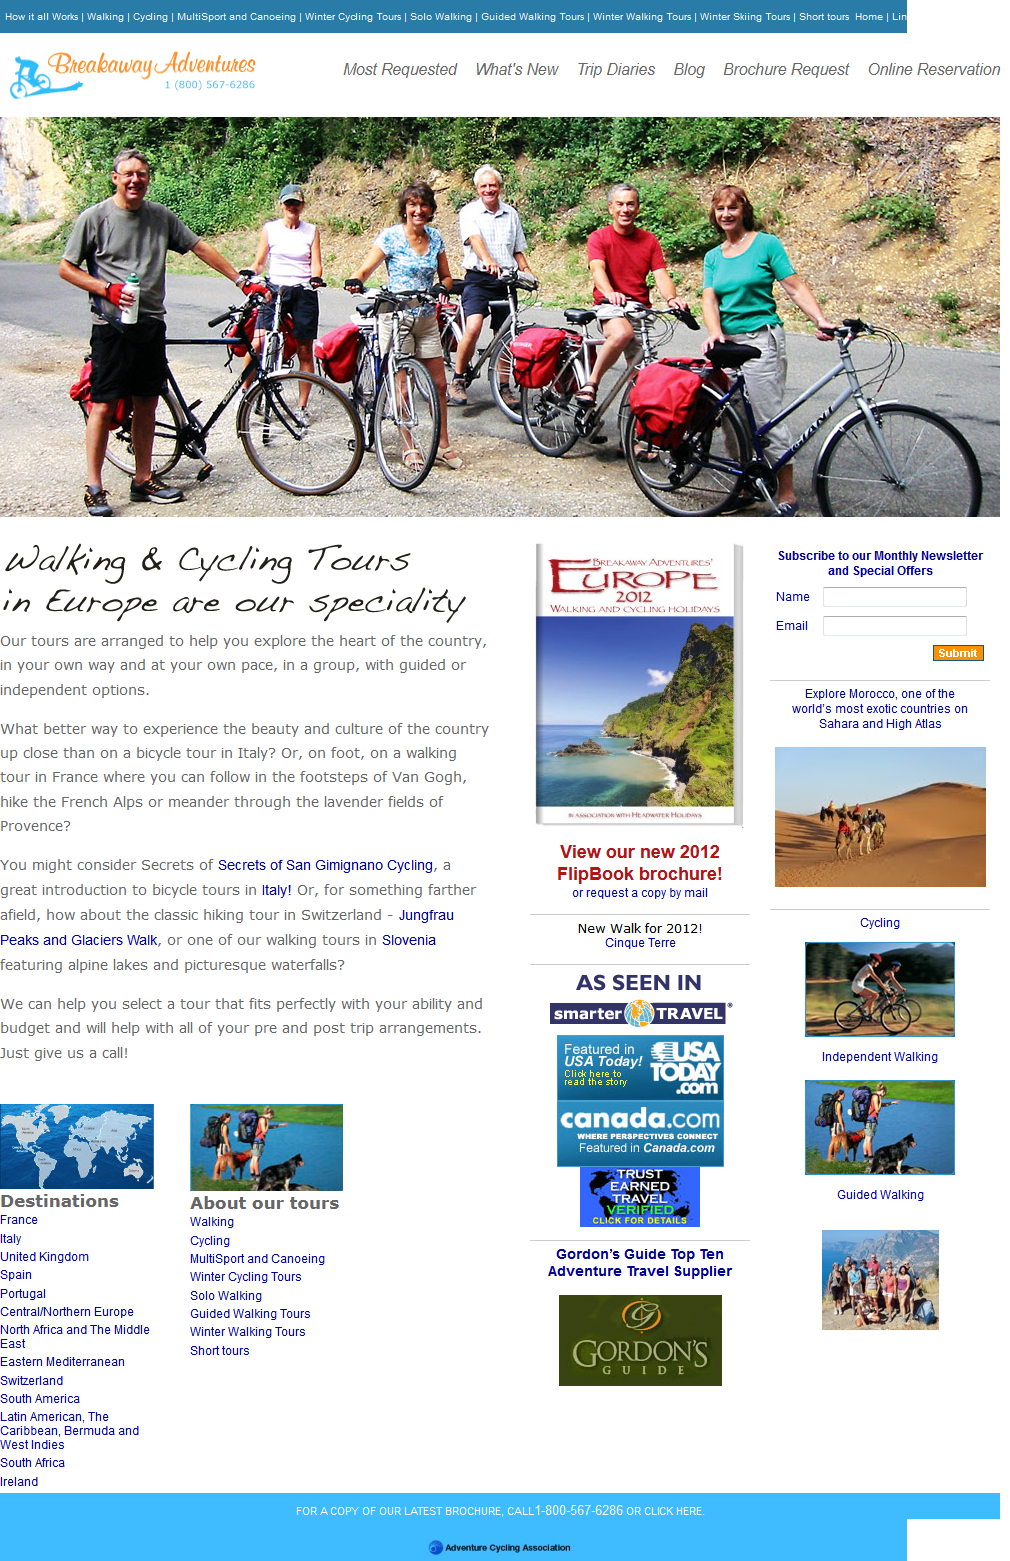 How it all Works | Walking | Cycling | MultiSport and Canoeing | Winter Cycling Tours | Solo Walking | Guided Walking Tours | Winter Walking Tours | Winter Skiing Tours | Short tours Home | Lin
Breakaway Adventures
1 (800) 567-6286
Most Requested What's New Trip Diaries Blog Brochure Request Online Reservation
Walking & Cycling Tours
in Europe are our speciality
Our tours are arranged to help you explore the heart of the country,
in your own way and at your own pace, in a group, with guided or
independent options.
What better way to experience the beauty and culture of the country
up close than on a bicycle tour in Italy? Or, on foot, on a walking
tour in France where you can follow in the footsteps of Van Gogh,
hike the French Alps or meander through the lavender fields of
Provence?
You might consider Secrets of Secrets of San Gimignano Cycling, a
great introduction to bicycle tours in Italy! Or, for something farther
afield, how about the classic hiking tour in Switzerland - Jungfrau
Peaks and Glaciers Walk, or one of our walking tours in Slovenia
featuring alpine lakes and picturesque waterfalls?
We can help you select a tour that fits perfectly with your ability and
budget and will help with all of your pre and post trip arrangements.
Just give us a call!
Destinations
France
Italy
United Kingdom
Spain
Portugal
Central/Northern Europe
North Africa and The Middle
East
Eastern Mediterranean
Switzerland
South America
Latin American, The
Caribbean, Bermuda and
West Indies
South Africa
Ireland
About our tours
Walking
Cycling
MultiSport and Canoeing
Winter Cycling Tours
Solo Walking
Guided Walking Tours
Winter Walking Tours
Short tours
Breakaway Adventures'
Europe
2012
Walking and Cycling Holidays
in association with Headwater Holidays
View our new 2012
FlipBook brochure!
or request a copy by mail
New Walk for 2012!
Cinque Terre
AS SEEN IN
smarter TRAVEL®
Featured in
USA Today!
Click here to
read the story
USA
TODAY
.com
canada.com
WHERE PERSPECTIVES CONNECT
Featured in Canada.com
TRUST
EARNED
TRAVEL
VERIFIED
CLICK FOR DETAILS
Gordon's Guide Top Ten
Adventure Travel Supplier
G
GORDON'S
GUIDE
Subscribe to our Monthly Newsletter
and Special Offers
Name
Email
Submit
Explore Morocco, one of the
world's most exotic countries on
Sahara and High Atlas
Cycling
Independent Walking
Guided Walking
FOR A COPY OF OUR LATEST BROCHURE, CALL1-800-567-6286 OR CLICK HERE.
Adventure Cycling Association